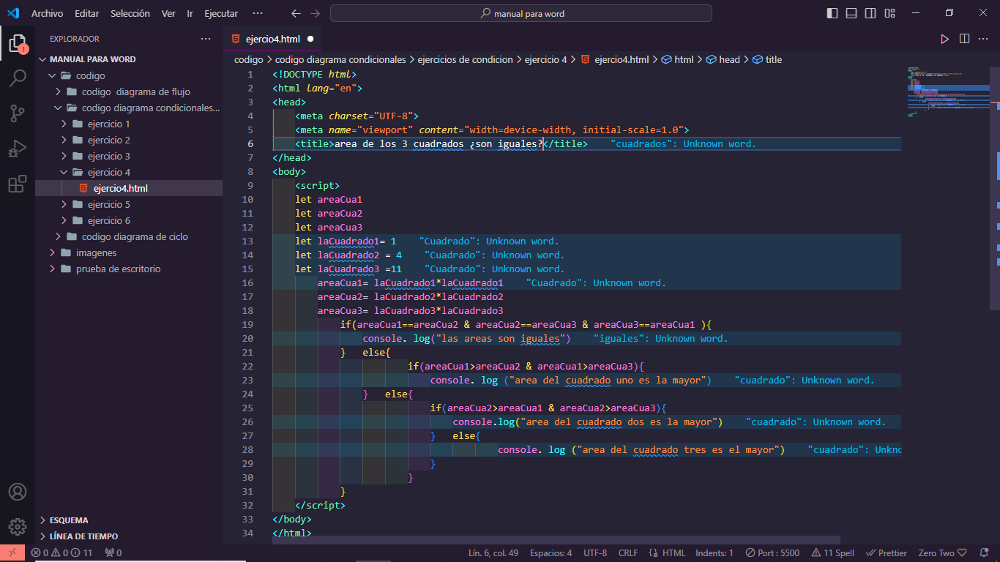 Archivo Editar Selección Ver Ir Ejecutar ··· manual para word
EXPLORADOR ···
MANUAL PARA WORD
codigo
codigo diagrama de flujo
codigo diagrama condicionales...
ejercicio 1
ejercicio 2
ejercicio 3
ejercicio 4
ejercio4.html
ejercicio 5
ejercicio 6
codigo diagrama de ciclo
imagenes
prueba de escritorio
ESQUEMA
LÍNEA DE TIEMPO
1
ejercio4.html
codigo > codigo diagrama condicionales > ejercicios de condicion > ejercicio 4 > ejercio4.html > html > head > title
1 <!DOCTYPE html>
2 <html lang="en">
3 <head>
4 <meta charset="UTF-8">
5 <meta name="viewport" content="width=device-width, initial-scale=1.0">
6 <title>area de los 3 cuadrados ¿son iguales?</title> "cuadrados": Unknown word.
7 </head>
8 <body>
9 <script>
10 let areaCua1
11 let areaCua2
12 let areaCua3
13 let laCuadrado1= 1 "Cuadrado": Unknown word.
14 let laCuadrado2 = 4 "Cuadrado": Unknown word.
15 let laCuadrado3 =11 "Cuadrado": Unknown word.
16 areaCua1= laCuadrado1*laCuadrado1 "Cuadrado": Unknown word.
17 areaCua2= laCuadrado2*laCuadrado2
18 areaCua3= laCuadrado3*laCuadrado3
19 if(areaCua1==areaCua2 & areaCua2==areaCua3 & areaCua3==areaCua1 ){
20 console. log("las areas son iguales") "iguales": Unknown word.
21 } else{
22 if(areaCua1>areaCua2 & areaCua1>areaCua3){
23 console. log ("area del cuadrado uno es la mayor") "cuadrado": Unknown word.
24 } else{
25 if(areaCua2>areaCua1 & areaCua2>areaCua3){
26 console.log("area del cuadrado dos es la mayor") "cuadrado": Unknown word.
27 } else{
28 console. log ("area del cuadrado tres es el mayor") "cuadrado": Unkno
29 }
30 }
31 }
32 </script>
33 </body>
34 </html>
0 0 11 0 Lín. 6, col. 49 Espacios: 4 UTF-8 CRLF {} HTML Indents: 1 Port : 5500 11 Spell Prettier Zero Two